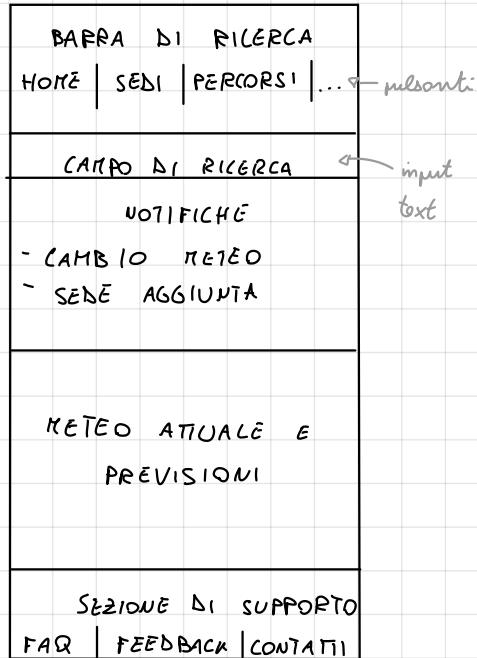 BARRA DI RICERCA
HOME | SEDI | PERCORSI | ...
pulsanti
CAMPO DI RICERCA
input
text
NOTIFICHE
- CAMBIO METEO
- SEDE AGGIUNTA
METEO ATTUALE E
PREVISIONI
SEZIONE DI SUPPORTO
FAQ | FEEDBACK | CONTATTI